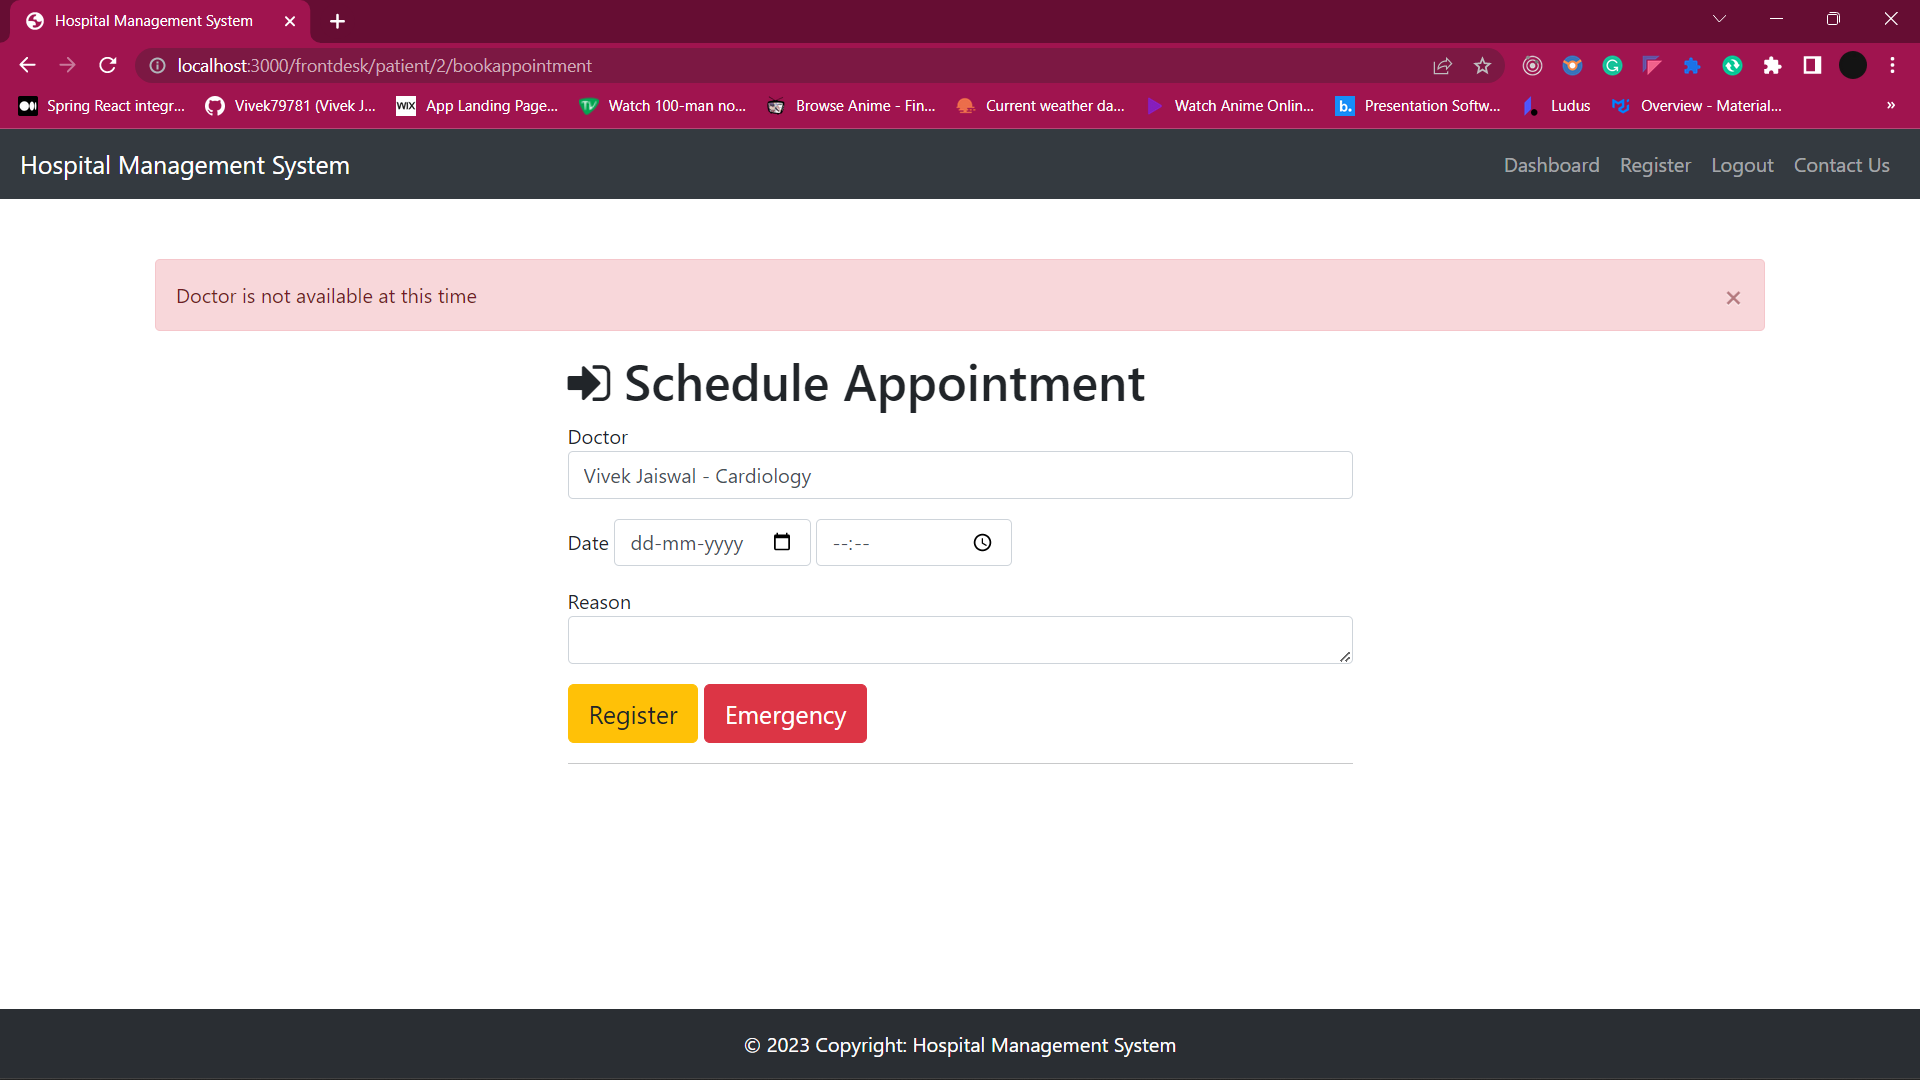 Hospital Management System
localhost:3000/frontdesk/patient/2/bookappointment
Spring React integr... Vivek79781 (Vivek J... WIX App Landing Page... TV Watch 100-man no... Browse Anime - Fin... Current weather da... Watch Anime Onlin... b. Presentation Softw... Ludus Overview - Material... »
Hospital Management System Dashboard Register Logout Contact Us
Doctor is not available at this time ×
Schedule Appointment
Doctor
Vivek Jaiswal - Cardiology
Date dd-mm-yyyy --:--
Reason
Register Emergency
© 2023 Copyright: Hospital Management System